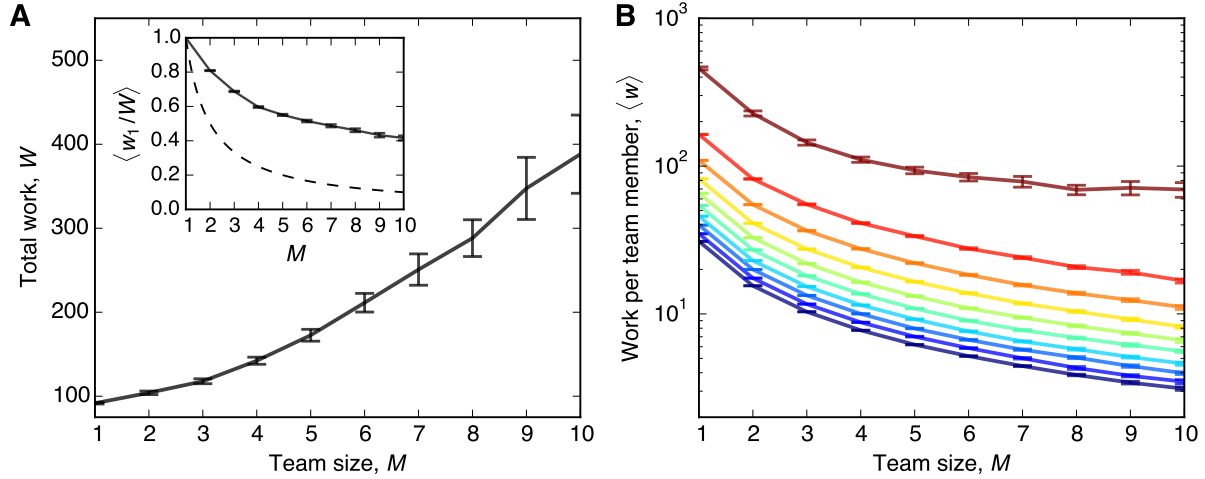 A
Total work, W
500
400
300
200
100
1 2 3 4 5 6 7 8 9 10
Team size, M
⟨w₁/W⟩
1.0
0.8
0.6
0.4
0.2
0.0
1 2 3 4 5 6 7 8 9 10
M
B
Work per team member, ⟨w⟩
10³
10²
10¹
1 2 3 4 5 6 7 8 9 10
Team size, M